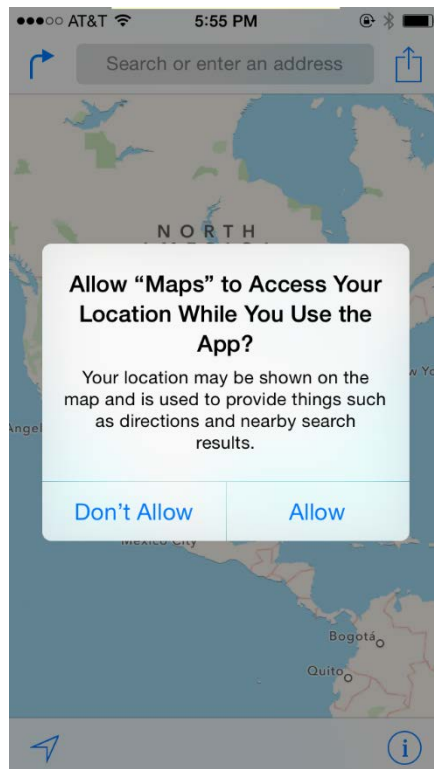 AT&T 5:55 PM
Search or enter an address
NORTH
Allow “Maps” to Access Your
Location While You Use the
App?
Your location may be shown on the
map and is used to provide things such
as directions and nearby search
results.
w Yo
Angel
Don’t Allow Allow
Mexico City
Bogotá
Quito
i